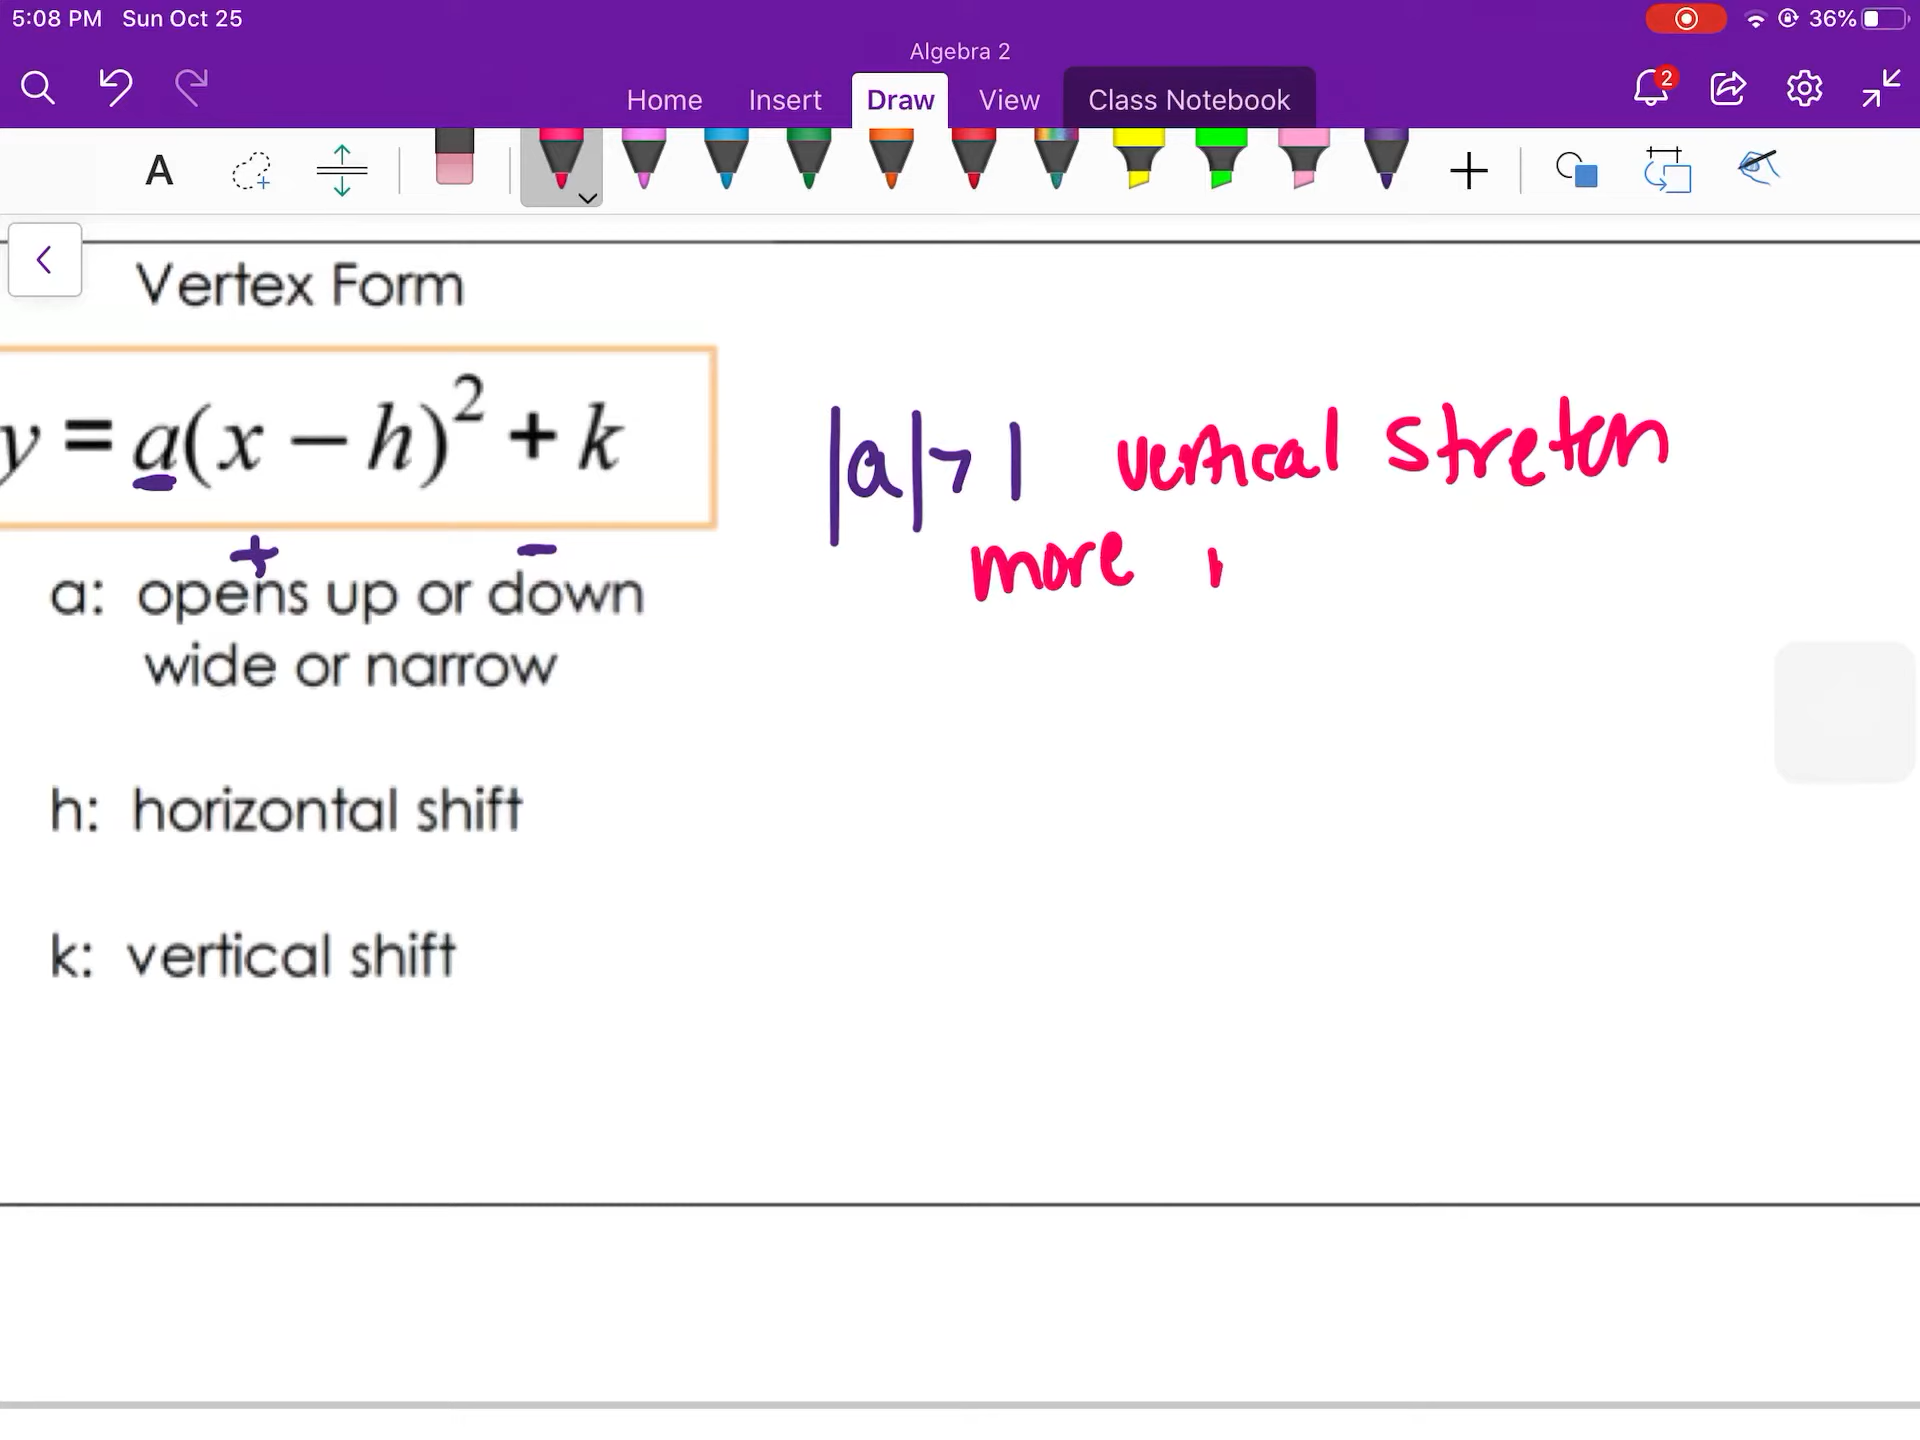 5:08 PM Sun Oct 25
36%
Algebra 2
2
Home Insert Draw View Class Notebook
A
Vertex Form
y = a(x − h)² + k
|a| > 1 vertical stretch
more
+ −
a: opens up or down
wide or narrow
h: horizontal shift
k: vertical shift